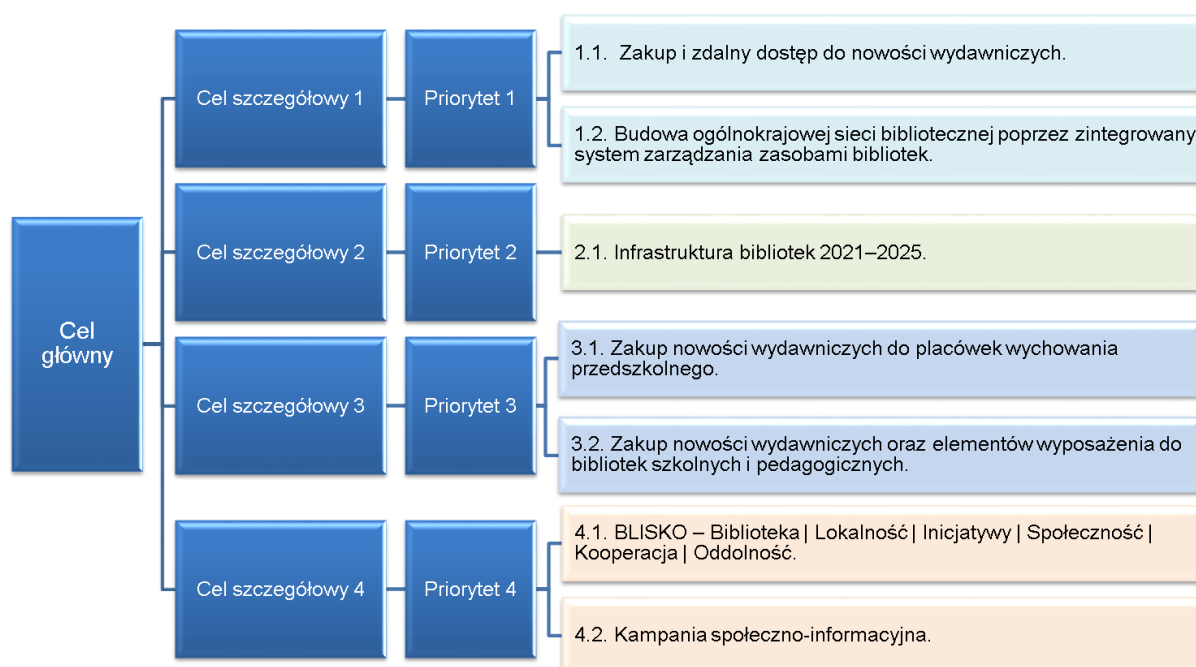 Cel
główny
Cel szczegółowy 1
Priorytet 1
1.1.  Zakup i zdalny dostęp do nowości wydawniczych.
1.2. Budowa ogólnokrajowej sieci bibliotecznej poprzez zintegrowany
system zarządzania zasobami bibliotek.
Cel szczegółowy 2
Priorytet 2
2.1. Infrastruktura bibliotek 2021–2025.
Cel szczegółowy 3
Priorytet 3
3.1. Zakup nowości wydawniczych do placówek wychowania
przedszkolnego.
3.2. Zakup nowości wydawniczych oraz elementów wyposażenia do
bibliotek szkolnych i pedagogicznych.
Cel szczegółowy 4
Priorytet 4
4.1. BLISKO – Biblioteka | Lokalność | Inicjatywy | Społeczność |
Kooperacja | Oddolność.
4.2. Kampania społeczno-informacyjna.